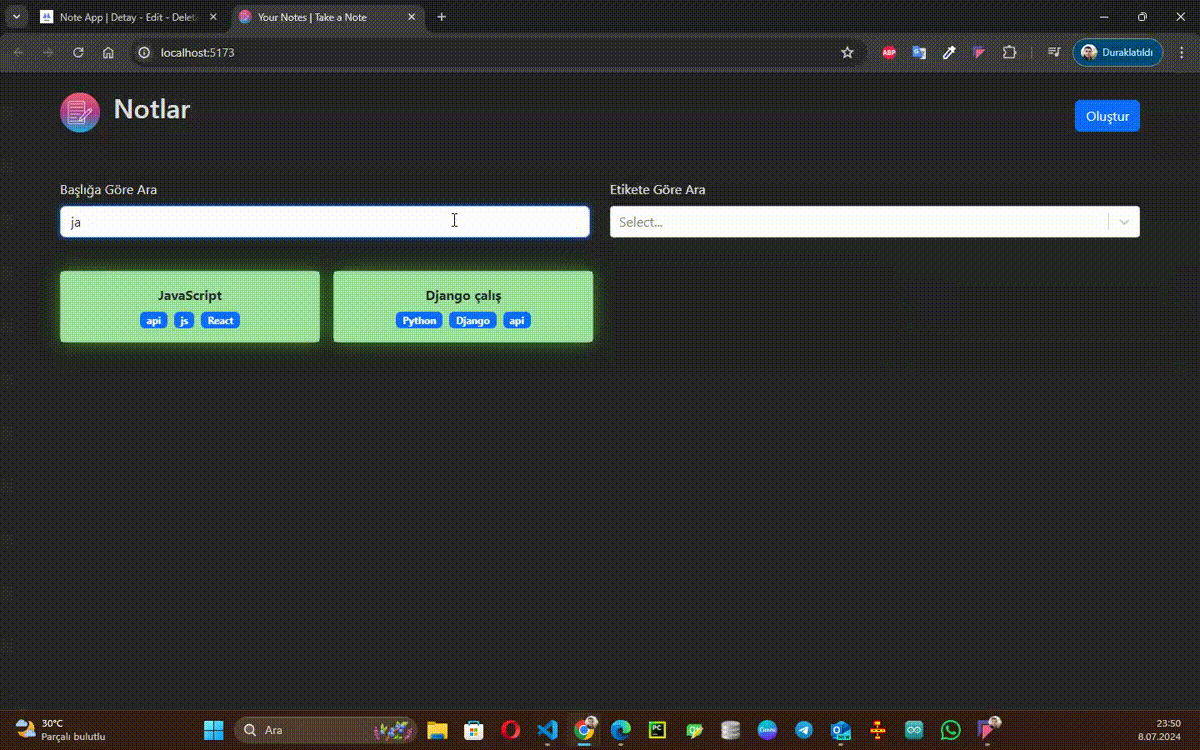 Note App | Detay - Edit - Delet
Your Notes | Take a Note
localhost:5173
ABP
Duraklatıldı
Notlar
Oluştur
Başlığa Göre Ara
Etikete Göre Ara
ja
Select...
JavaScript
api js React
Django çalış
Python Django api
30°C
Parçalı bulutlu
Ara
PC
23:50
8.07.2024